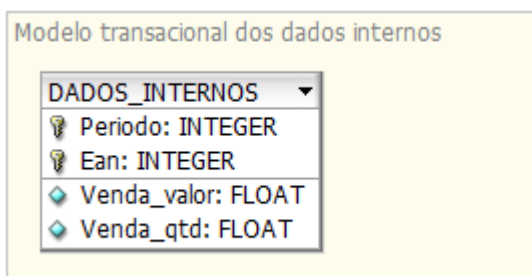 Modelo transacional dos dados internos
DADOS_INTERNOS
Periodo: INTEGER
Ean: INTEGER
Venda_valor: FLOAT
Venda_qtd: FLOAT